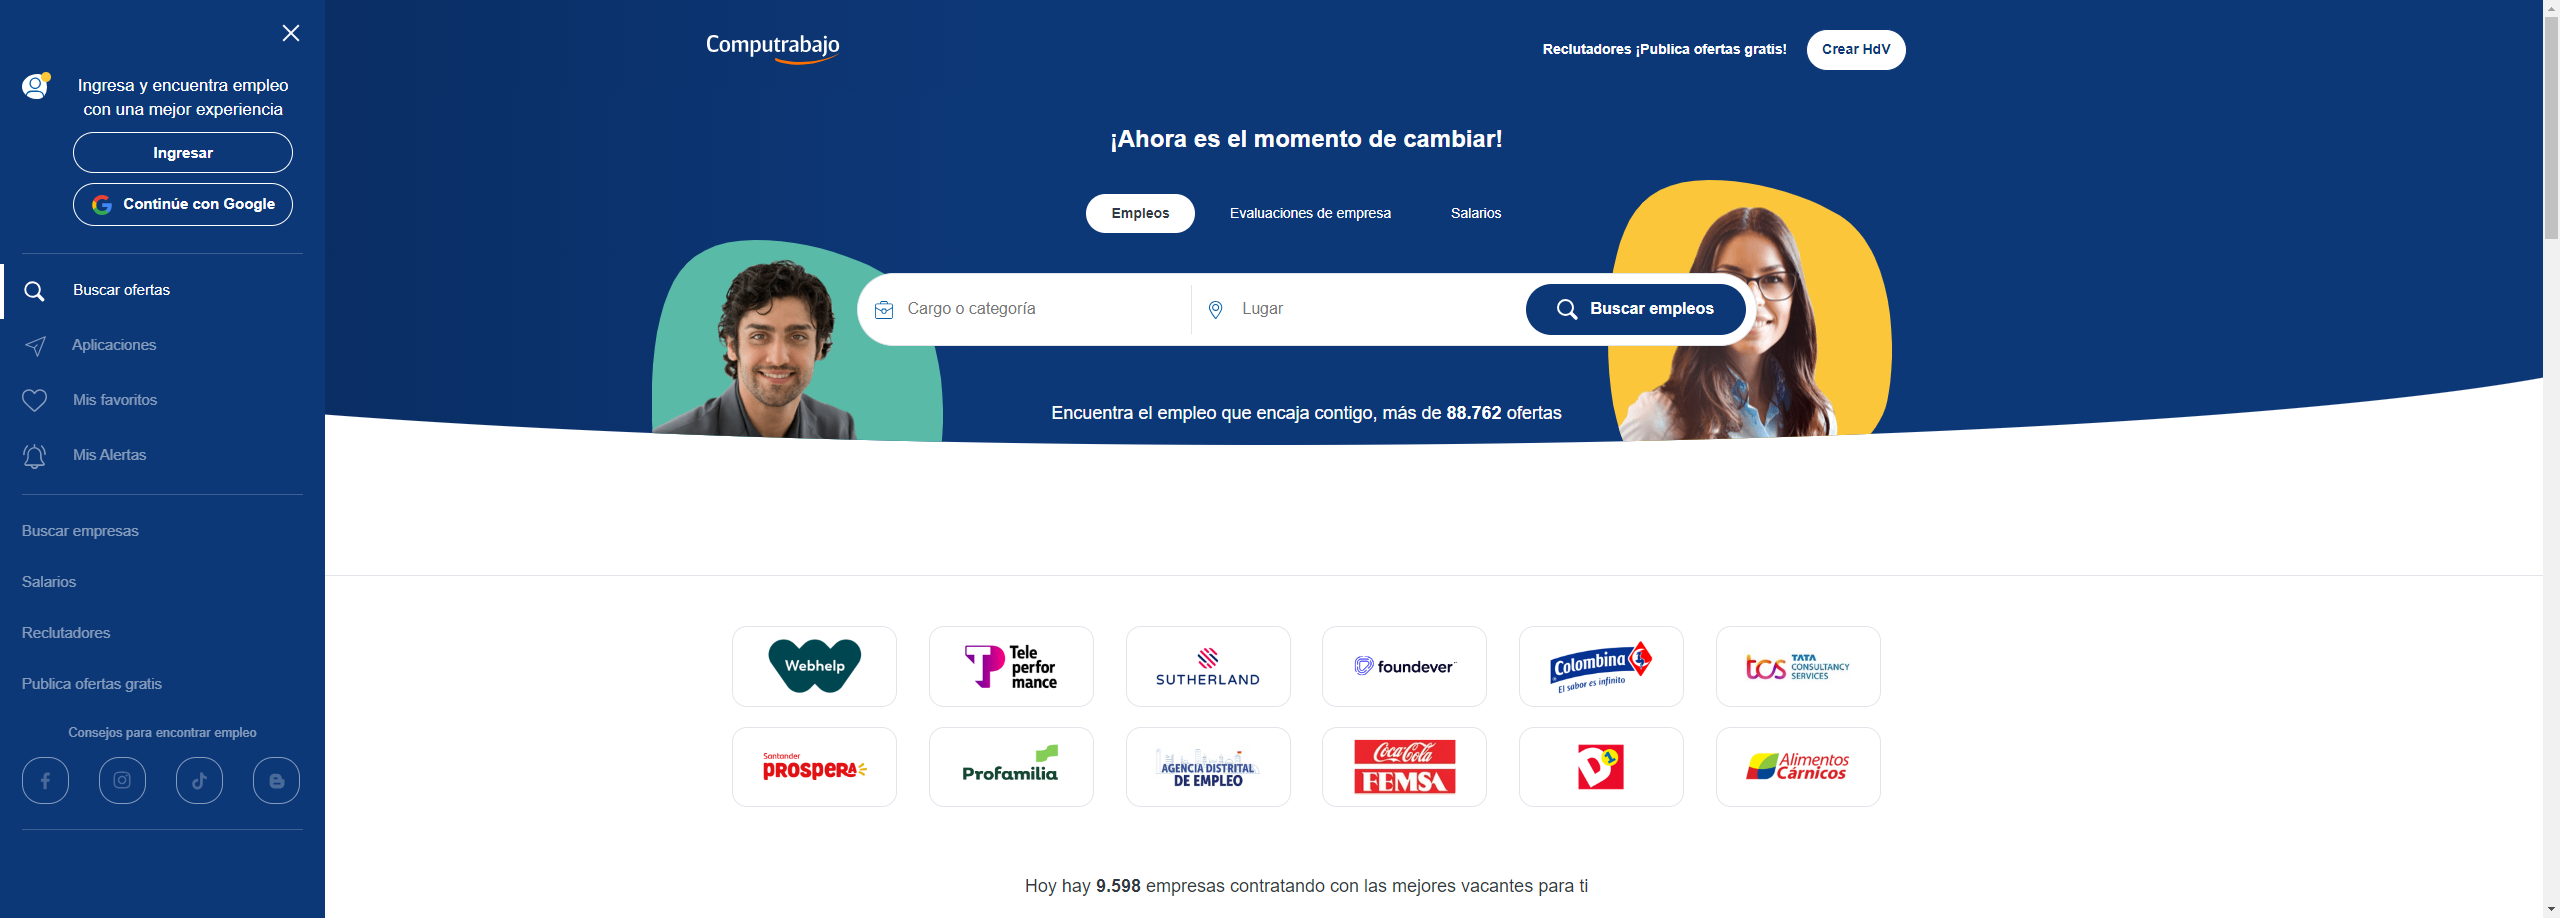 Ingresa y encuentra empleo
con una mejor experiencia
Ingresar
Continúe con Google
Buscar ofertas
Aplicaciones
Mis favoritos
Mis Alertas
Buscar empresas
Salarios
Reclutadores
Publica ofertas gratis
Consejos para encontrar empleo
Computrabajo
Reclutadores ¡Publica ofertas gratis!
Crear HdV
¡Ahora es el momento de cambiar!
Empleos
Evaluaciones de empresa
Salarios
Cargo o categoría
Lugar
Buscar empleos
Encuentra el empleo que encaja contigo, más de 88.762 ofertas
Webhelp
Tele
perfor
mance
SUTHERLAND
foundever
Colombina
El sabor es infinito
tcs
TATA
CONSULTANCY
SERVICES
Santander
PROSPERA
Profamilia
AGENCIA DISTRITAL
DE EMPLEO
Coca-Cola
FEMSA
D1
Alimentos
Cárnicos
Hoy hay 9.598 empresas contratando con las mejores vacantes para ti